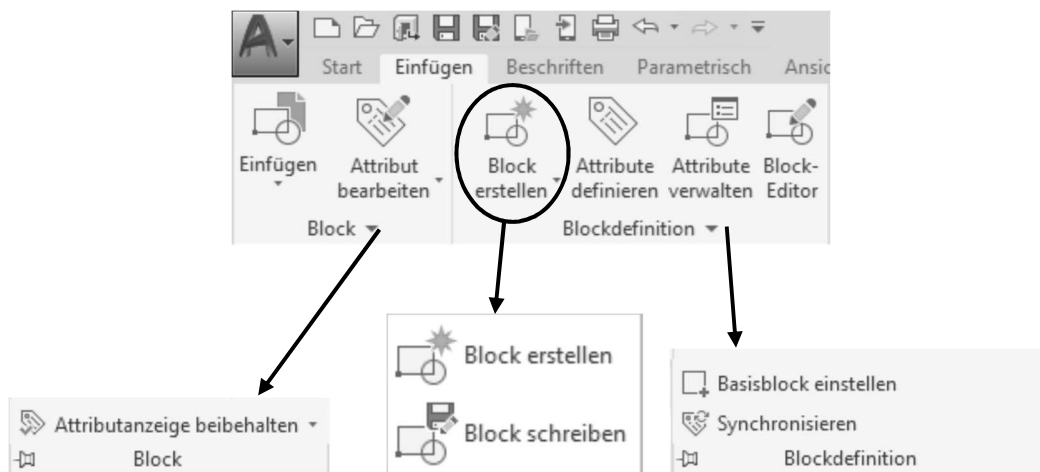 Start Einfügen Beschriften Parametrisch Ansic
Einfügen
Attribut
bearbeiten
Block
erstellen
Attribute
definieren
Attribute
verwalten
Block-
Editor
Block
Blockdefinition
Block erstellen
Block schreiben
Basisblock einstellen
Synchronisieren
Blockdefinition
Attributanzeige beibehalten
Block